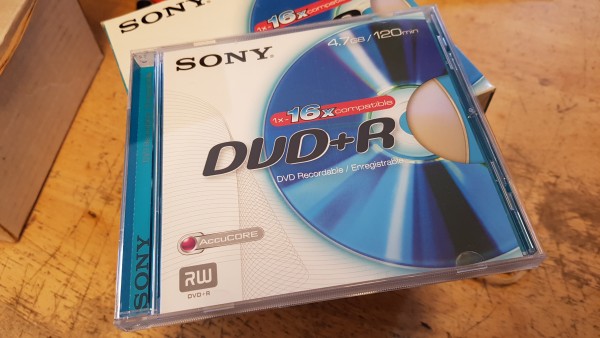 SONY
1x-16x compatible
SONY®
4.7GB/120min
1x-16x compatible
DVD+R
DVD Recordable / Enregistrable
AccuCORE
RW
DVD+R
SONY